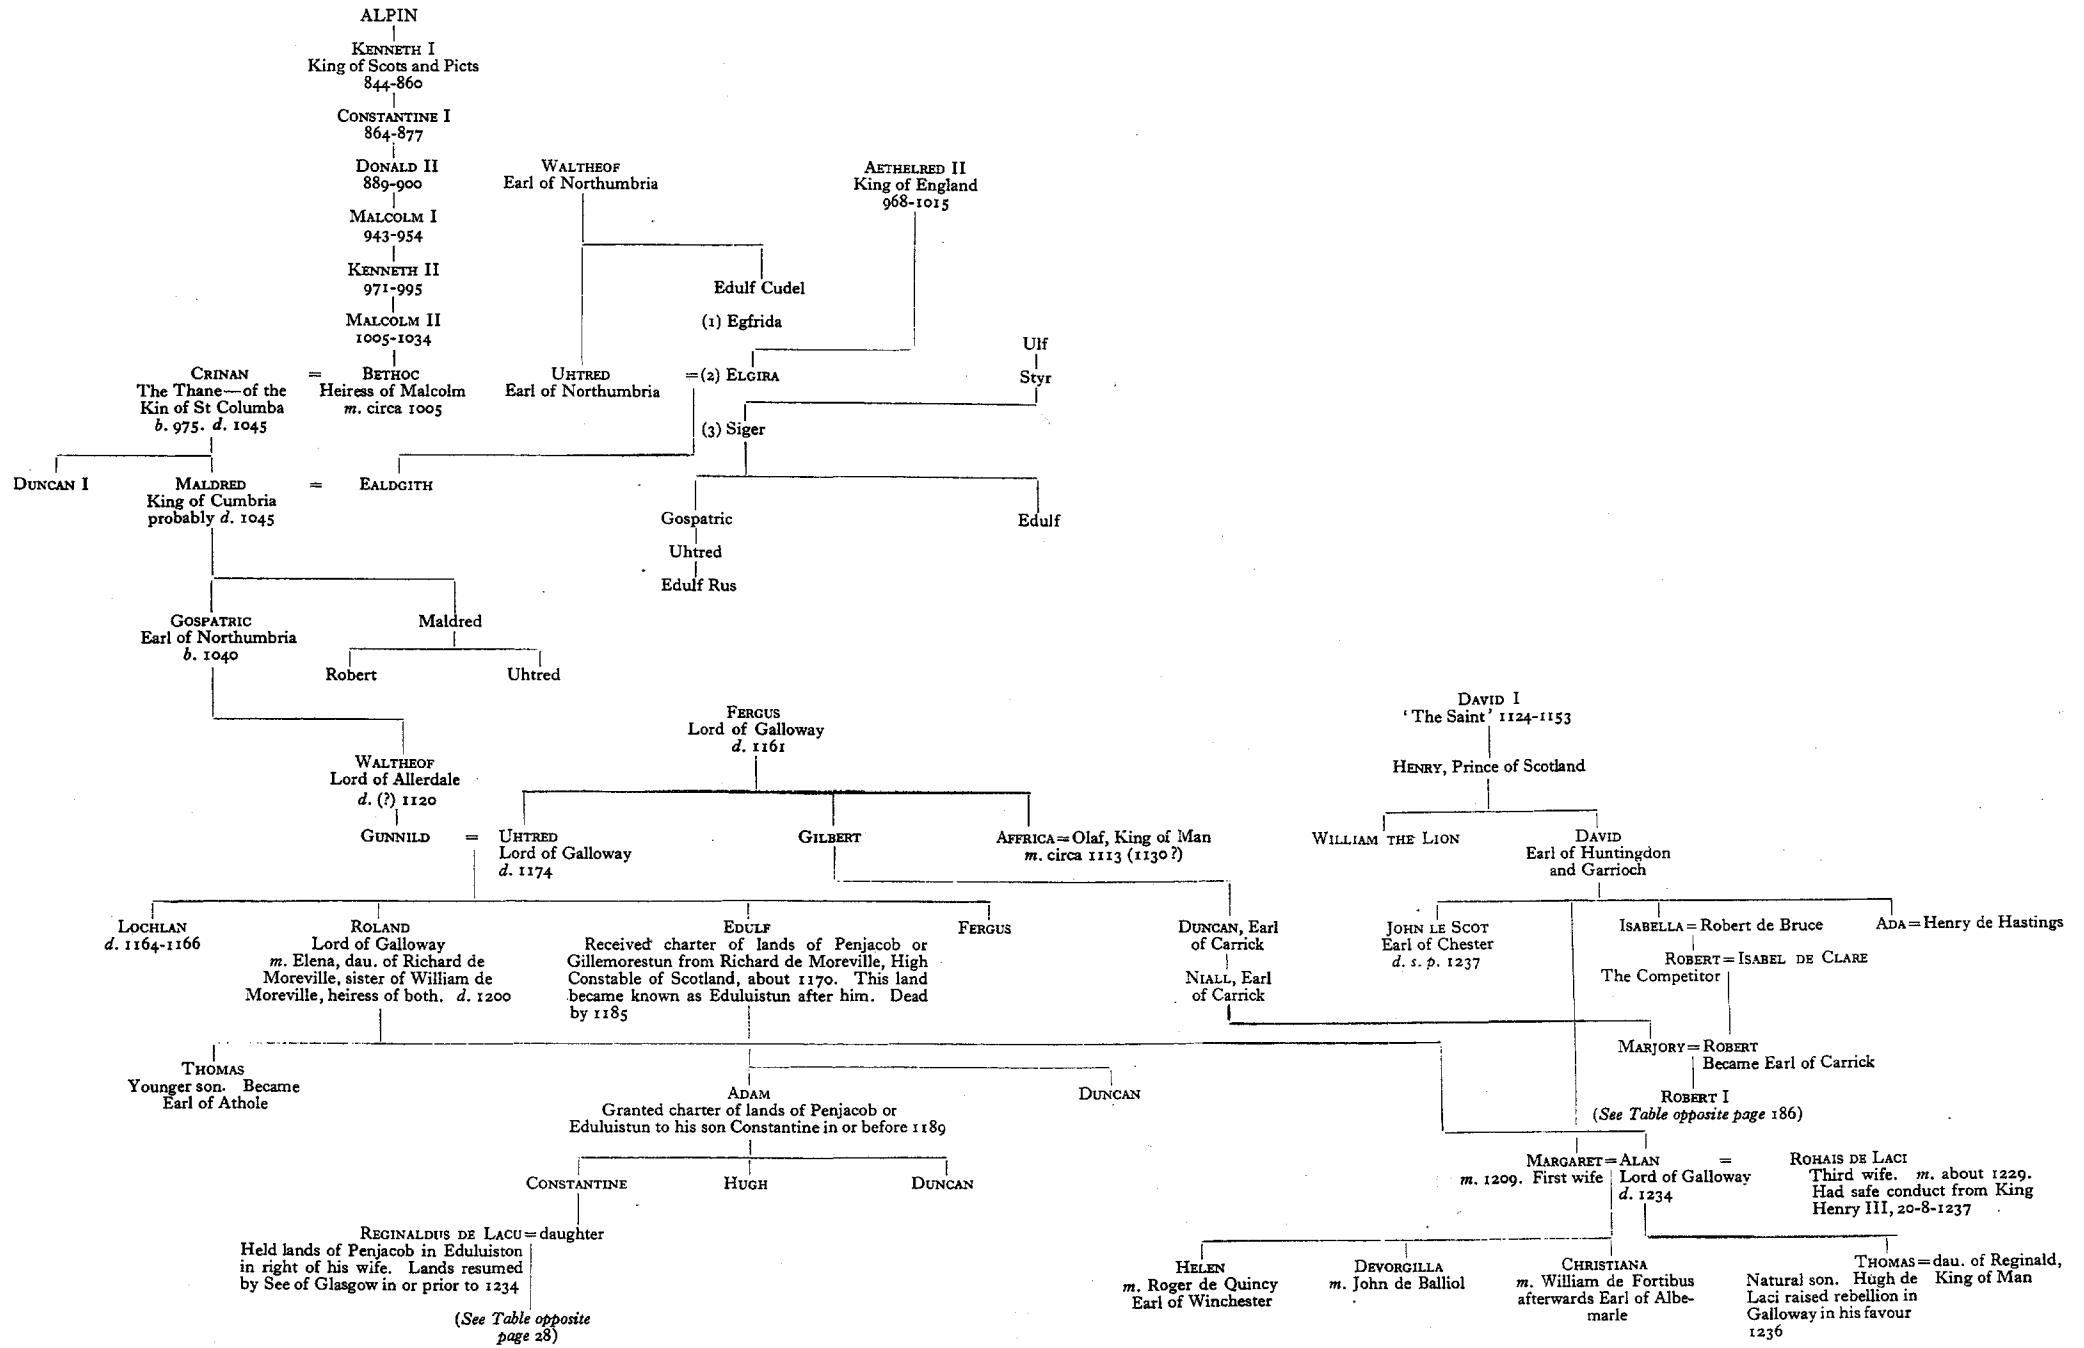 ALPIN
KENNETH I
King of Scots and Picts
844-860
CONSTANTINE I
864-877
DONALD II
889-900
WALTHEOF
Earl of Northumbria
AETHELRED II
King of England
968-1015
MALCOLM I
943-954
KENNETH II
971-995
Edulf Cudel
MALCOLM II
1005-1034
(1) Egfrida
Ulf
CRINAN
The Thane—of the
Kin of St Columba
b. 975. d. 1045
=
BETHOC
Heiress of Malcolm
m. circa 1005
UHTRED
Earl of Northumbria
=(2) ELGIRA
Styr
(3) Siger
DUNCAN I
MALDRED
King of Cumbria
probably d. 1045
=
EALDGITH
Gospatric
Edulf
Uhtred
Edulf Rus
GOSPATRIC
Earl of Northumbria
b. 1040
Maldred
Robert
Uhtred
FERGUS
Lord of Galloway
d. 1161
DAVID I
'The Saint' 1124-1153
WALTHEOF
Lord of Allerdale
d. (?) 1120
HENRY, Prince of Scotland
GUNNILD
=
UHTRED
Lord of Galloway
d. 1174
GILBERT
AFFRICA=Olaf, King of Man
m. circa 1113 (1130?)
WILLIAM THE LION
DAVID
Earl of Huntingdon
and Garrioch
LOCHLAN
d. 1164-1166
ROLAND
Lord of Galloway
m. Elena, dau. of Richard de
Moreville, sister of William de
Moreville, heiress of both. d. 1200
EDULF
Received charter of lands of Penjacob or
Gillemorestun from Richard de Moreville, High
Constable of Scotland, about 1170. This land
became known as Eduluistun after him. Dead
by 1185
FERGUS
DUNCAN, Earl
of Carrick
NIALL, Earl
of Carrick
JOHN LE SCOT
Earl of Chester
d. s. p. 1237
ISABELLA=Robert de Bruce
ADA=Henry de Hastings
ROBERT=ISABEL DE CLARE
The Competitor
MARJORY=ROBERT
Became Earl of Carrick
THOMAS
Younger son. Became
Earl of Athole
ADAM
Granted charter of lands of Penjacob or
Eduluistun to his son Constantine in or before 1189
DUNCAN
ROBERT I
(See Table opposite page 186)
CONSTANTINE
HUGH
DUNCAN
MARGARET=ALAN
m. 1209. First wife
Lord of Galloway
d. 1234
=
ROHAIS DE LACI
Third wife. m. about 1229.
Had safe conduct from King
Henry III, 20-8-1237
REGINALDUS DE LACU=daughter
Held lands of Penjacob in Eduluiston
in right of his wife. Lands resumed
by See of Glasgow in or prior to 1234
(See Table opposite
page 28)
HELEN
m. Roger de Quincy
Earl of Winchester
DEVORGILLA
m. John de Balliol
CHRISTIANA
m. William de Fortibus
afterwards Earl of Albe-
marle
THOMAS=dau. of Reginald,
Natural son. Hugh de King of Man
Laci raised rebellion in
Galloway in his favour
1236